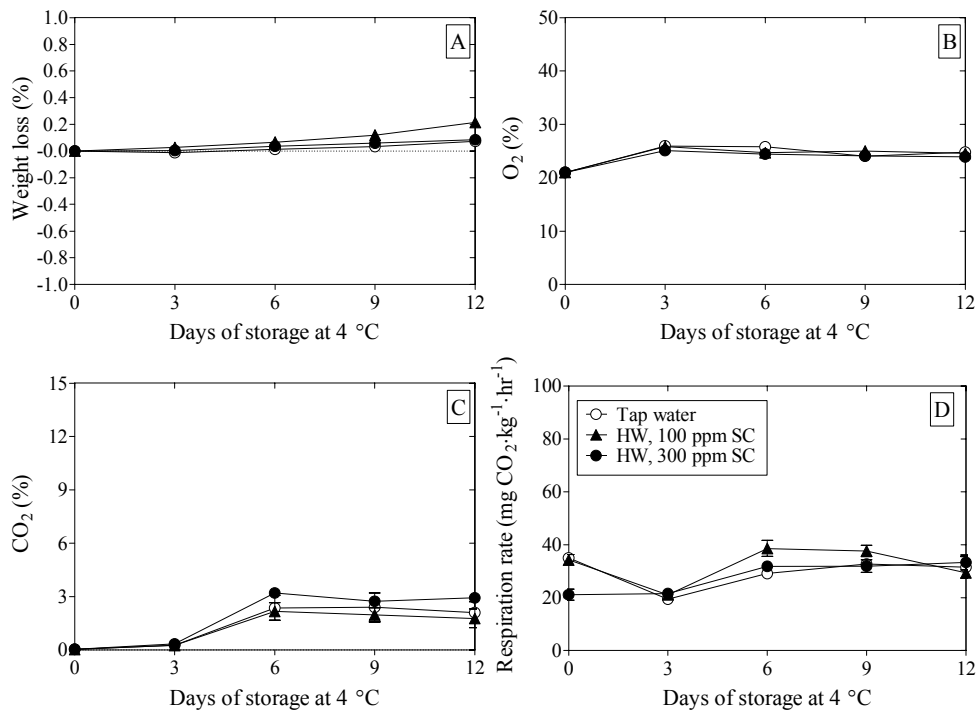 A
Weight loss (%)
1.0
0.8
0.6
0.4
0.2
-0.0
-0.2
-0.4
-0.6
-0.8
-1.0
0 3 6 9 12
Days of storage at 4 °C
B
O₂ (%)
50
40
30
20
10
0
0 3 6 9 12
Days of storage at 4 °C
C
CO₂ (%)
15
12
9
6
3
0
0 3 6 9 12
Days of storage at 4 °C
D
Respiration rate (mg CO₂·kg⁻¹·hr⁻¹)
100
80
60
40
20
0
Tap water
HW, 100 ppm SC
HW, 300 ppm SC
0 3 6 9 12
Days of storage at 4 °C